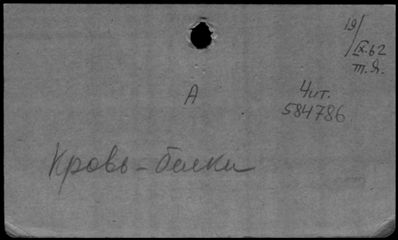 19/
IX.62
т.Я.
А
Чит.
584786
Кровь - белки